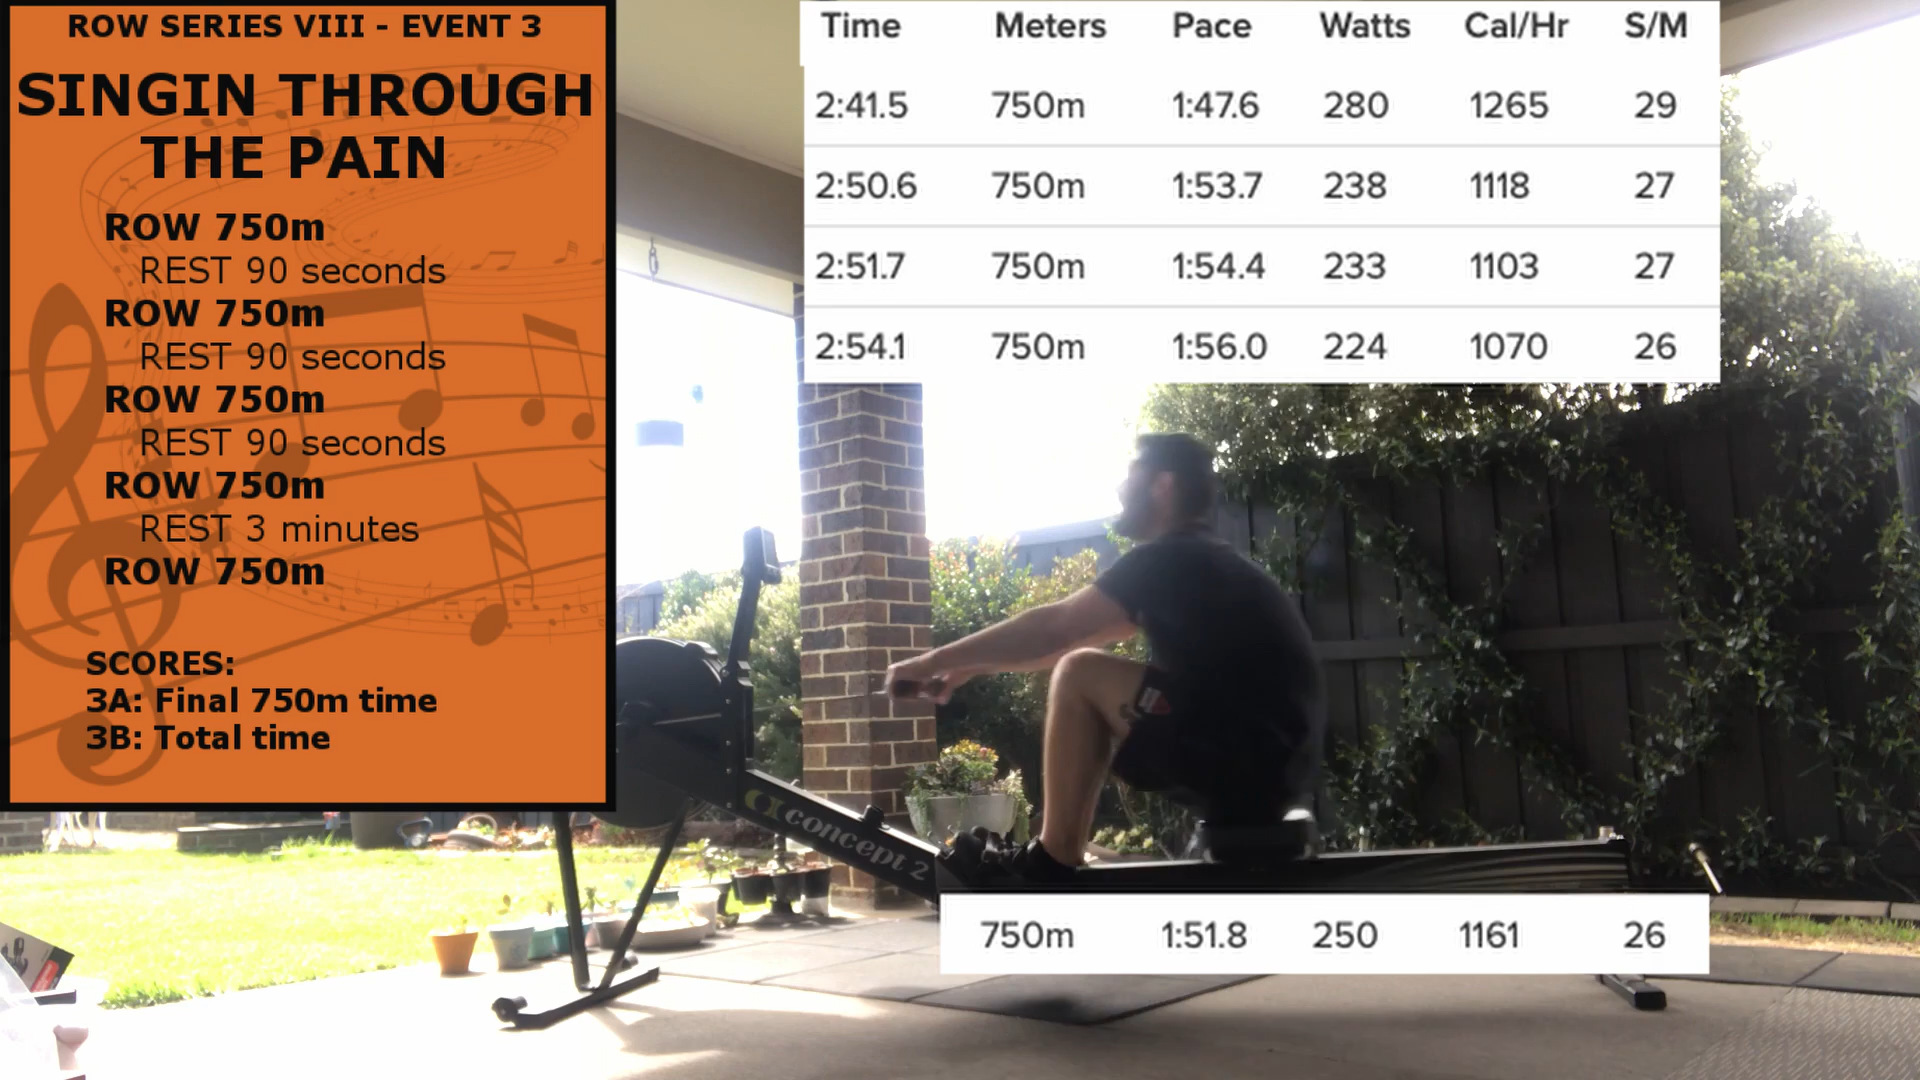 ROW SERIES VIII - EVENT 3
SINGIN THROUGH
THE PAIN
ROW 750m
REST 90 seconds
ROW 750m
REST 90 seconds
ROW 750m
REST 90 seconds
ROW 750m
REST 3 minutes
ROW 750m
SCORES:
3A: Final 750m time
3B: Total time
Time Meters Pace Watts Cal/Hr S/M
2:41.5 750m 1:47.6 280 1265 29
2:50.6 750m 1:53.7 238 1118 27
2:51.7 750m 1:54.4 233 1103 27
2:54.1 750m 1:56.0 224 1070 26
concept 2
750m 1:51.8 250 1161 26